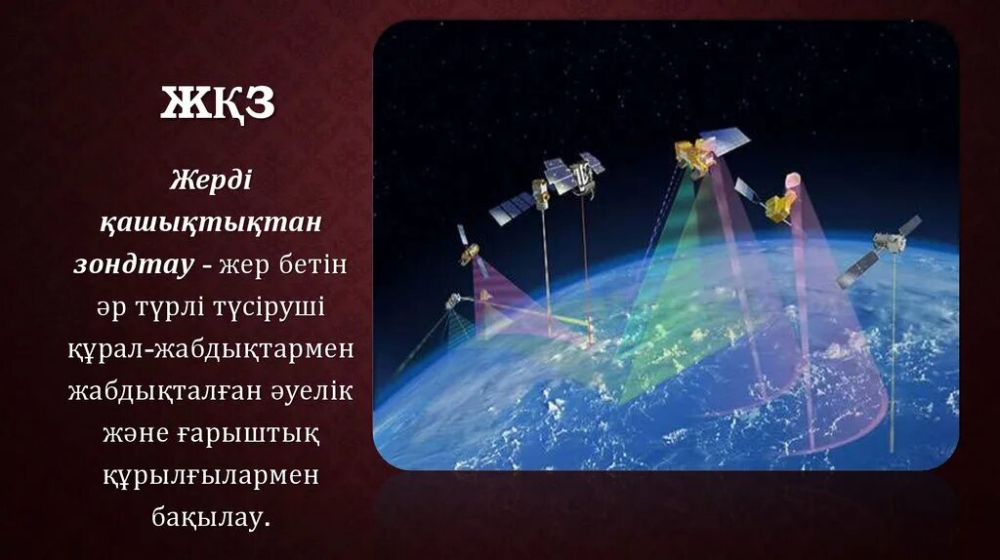 ЖҚЗ
Жерді
қашықтықтан
зондтау - жер бетін
әр түрлі түсіруші
құрал-жабдықтармен
жабдықталған әуелік
және ғарыштық
құрылғылармен
бақылау.